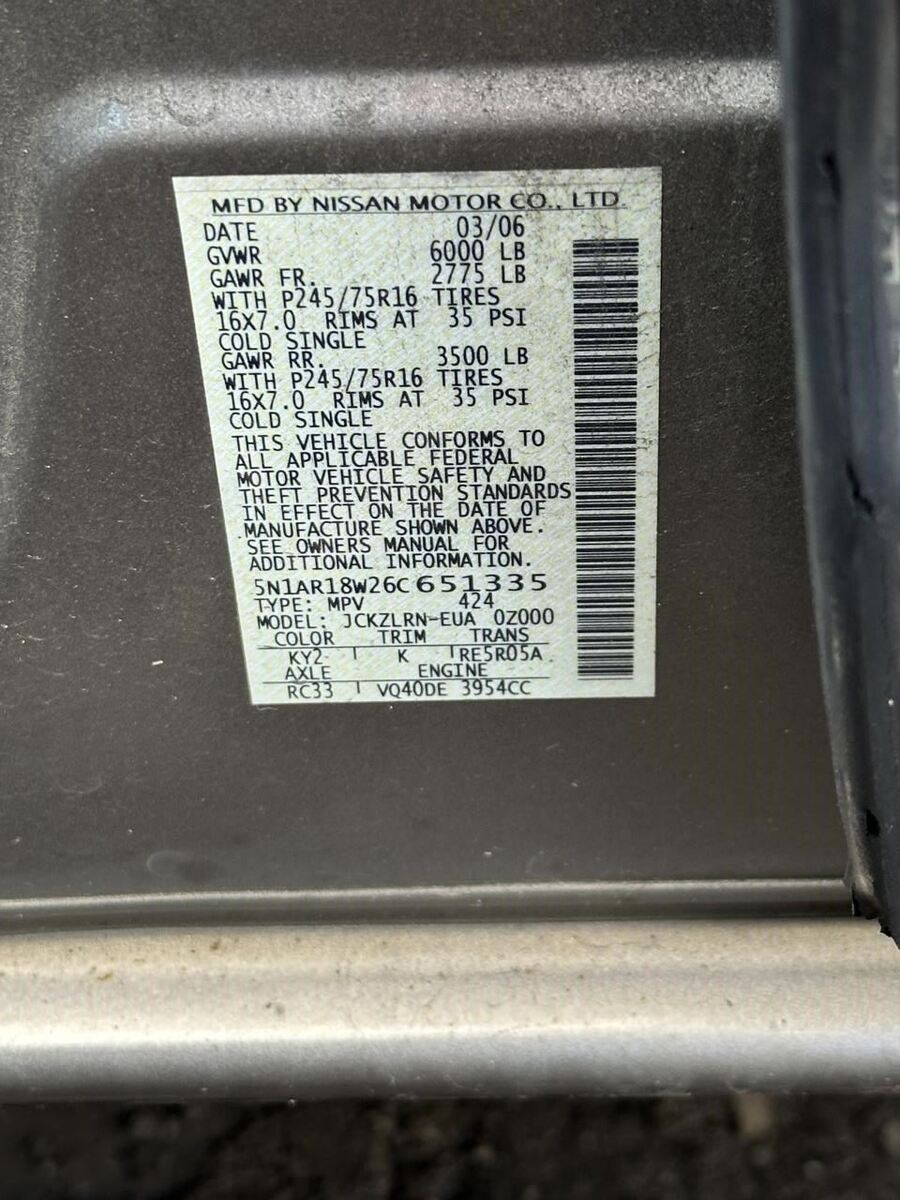 MFD BY NISSAN MOTOR CO., LTD.
DATE 03/06
GVWR 6000 LB
GAWR FR. 2775 LB
WITH P245/75R16 TIRES
16X7.0 RIMS AT 35 PSI
COLD SINGLE
GAWR RR. 3500 LB
WITH P245/75R16 TIRES
16X7.0 RIMS AT 35 PSI
COLD SINGLE
THIS VEHICLE CONFORMS TO
ALL APPLICABLE FEDERAL
MOTOR VEHICLE SAFETY AND
THEFT PREVENTION STANDARDS
IN EFFECT ON THE DATE OF
MANUFACTURE SHOWN ABOVE.
SEE OWNERS MANUAL FOR
ADDITIONAL INFORMATION.
5N1AR18W26C651335
TYPE: MPV 424
MODEL: JCKZLRN-EUA 0Z000
COLOR TRIM TRANS
KY2 K RE5R05A
AXLE ENGINE
RC33 VQ40DE 3954CC